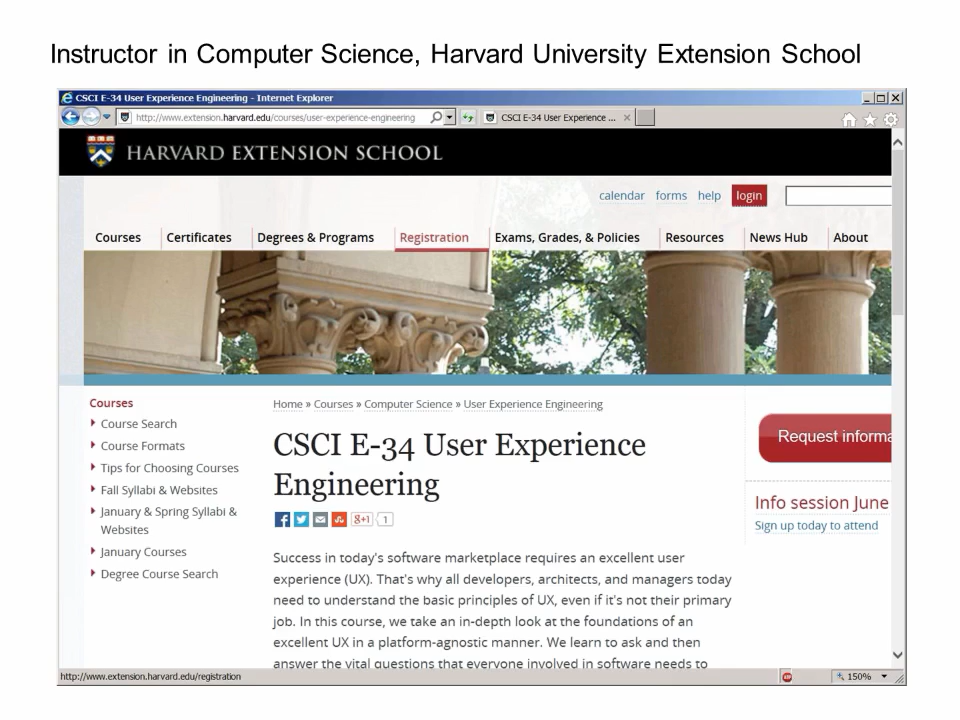 Instructor in Computer Science, Harvard University Extension School
CSCI E-34 User Experience Engineering - Internet Explorer
http://www.extension.harvard.edu/courses/user-experience-engineering
CSCI E-34 User Experience ...
HARVARD EXTENSION SCHOOL
calendar forms help login
Courses Certificates Degrees & Programs Registration Exams, Grades, & Policies Resources News Hub About
Courses
Course Search
Course Formats
Tips for Choosing Courses
Fall Syllabi & Websites
January & Spring Syllabi &
Websites
January Courses
Degree Course Search
Home » Courses » Computer Science » User Experience Engineering
CSCI E-34 User Experience
Engineering
8+1 1
Success in today's software marketplace requires an excellent user
experience (UX). That's why all developers, architects, and managers today
need to understand the basic principles of UX, even if it's not their primary
job. In this course, we take an in-depth look at the foundations of an
excellent UX in a platform-agnostic manner. We learn to ask and then
answer the vital questions that everyone involved in software needs to
Request informa
Info session June
Sign up today to attend
http://www.extension.harvard.edu/registration
150%